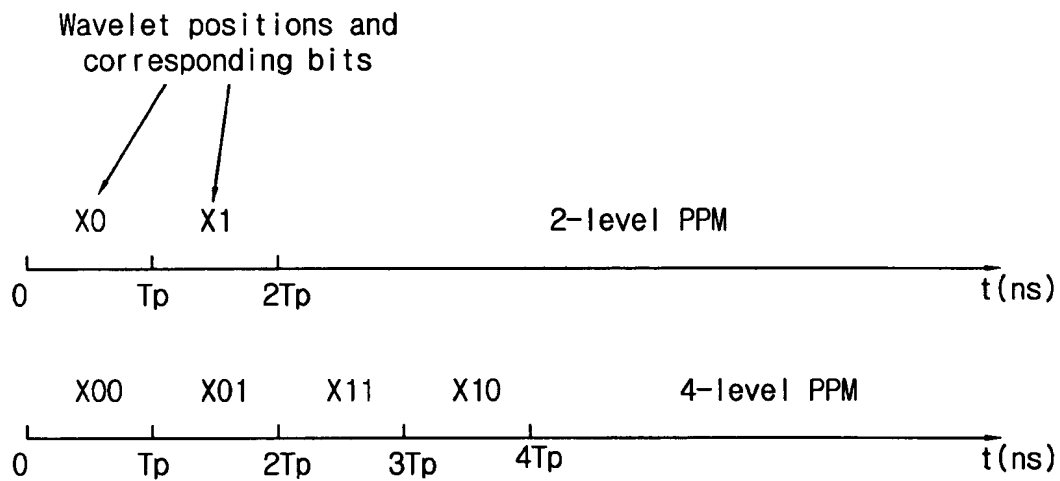 Wavelet positions and
corresponding bits
X0 X1 2-level PPM
0 Tp 2Tp t(ns)
X00 X01 X11 X10 4-level PPM
0 Tp 2Tp 3Tp 4Tp t(ns)